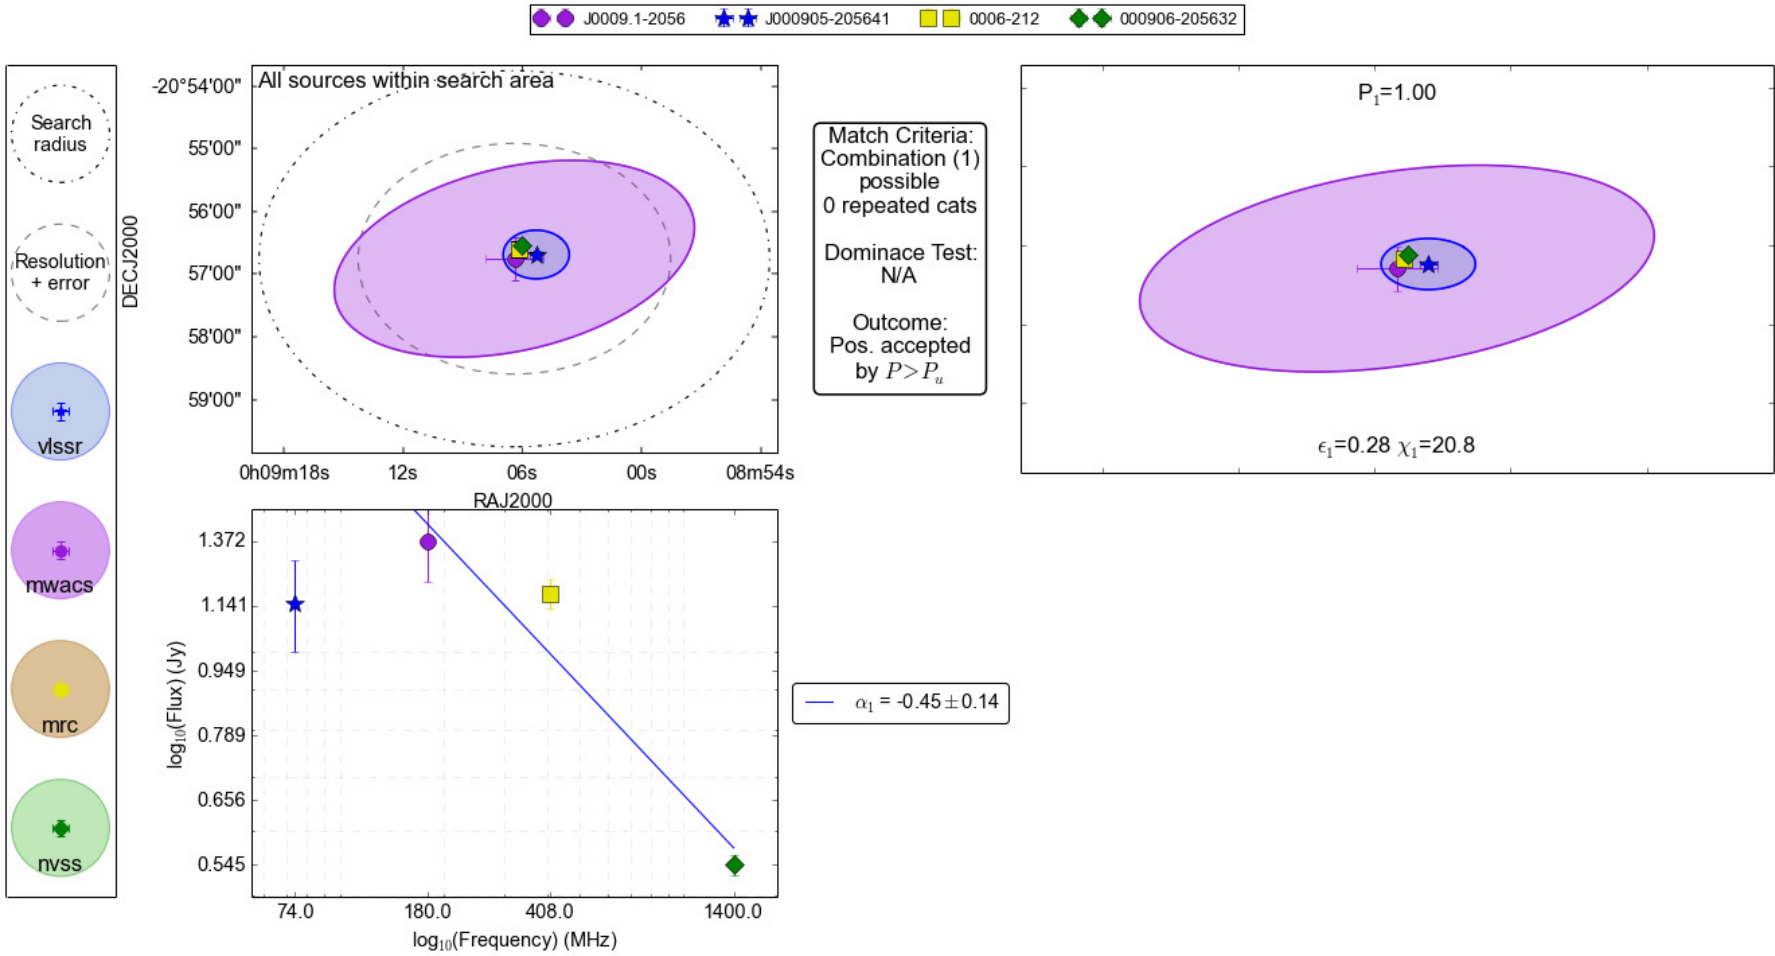 J0009.1-2056 J000905-205641 0006-212 000906-205632
Search
radius
Resolution
+ error
vlssr
mwacs
mrc
nvss
All sources within search area
DECJ2000
-20°54'00"
55'00"
56'00"
57'00"
58'00"
59'00"
0h09m18s 12s 06s 00s 08m54s
RAJ2000
Match Criteria:
Combination (1)
possible
0 repeated cats
Dominace Test:
N/A
Outcome:
Pos. accepted
by P>Pᵤ
P₁=1.00
ϵ₁=0.28 χ₁=20.8
log₁₀(Flux) (Jy)
1.372
1.141
0.949
0.789
0.656
0.545
74.0 180.0 408.0 1400.0
log₁₀(Frequency) (MHz)
α₁ = -0.45±0.14